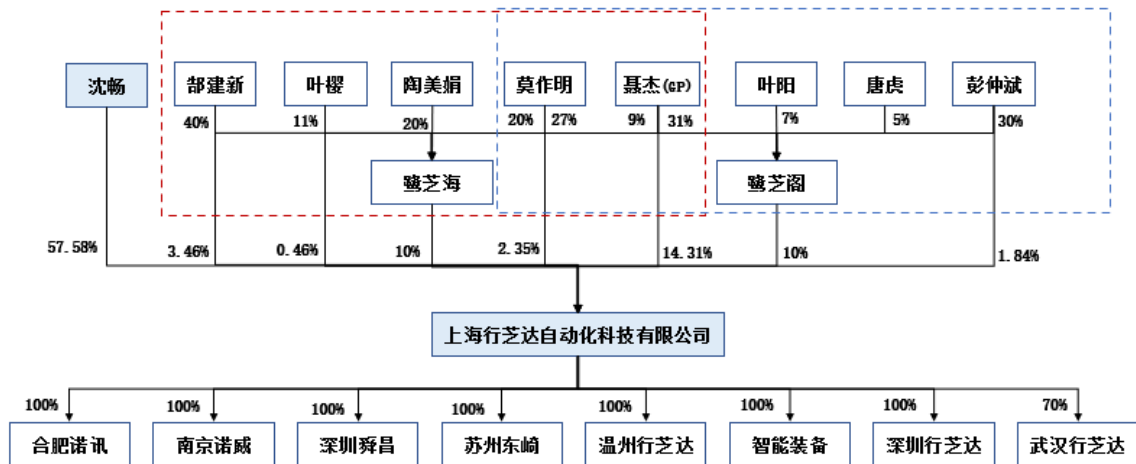 沈畅
郜建新
叶樱
陶美娟
莫作明
聂杰(GP)
叶阳
唐虎
彭仲斌
40%
11%
20%
20%
27%
9%
31%
7%
5%
30%
鹭芝海
鹭芝阁
57.58%
3.46%
0.46%
10%
2.35%
14.31%
10%
1.84%
上海行芝达自动化科技有限公司
100%
100%
100%
100%
100%
100%
100%
70%
合肥诺讯
南京诺威
深圳舜昌
苏州东崎
温州行芝达
智能装备
深圳行芝达
武汉行芝达